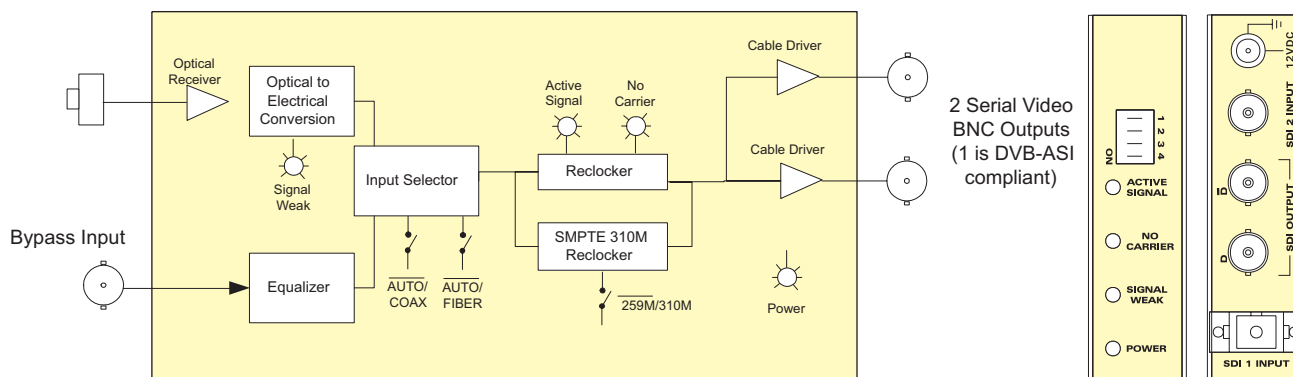 Optical
Receiver
Optical to
Electrical
Conversion
Signal
Weak
Bypass Input
Equalizer
Input Selector
AUTO/
COAX
AUTO/
FIBER
Active
Signal
No
Carrier
Reclocker
SMPTE 310M
Reclocker
259M/310M
Cable Driver
Cable Driver
Power
2 Serial Video
BNC Outputs
(1 is DVB-ASI
compliant)
1
2
3
4
NO
ACTIVE
SIGNAL
NO
CARRIER
SIGNAL
WEAK
POWER
12VDC
SDI 2 INPUT
D
SDI OUTPUT
D
SDI 1 INPUT